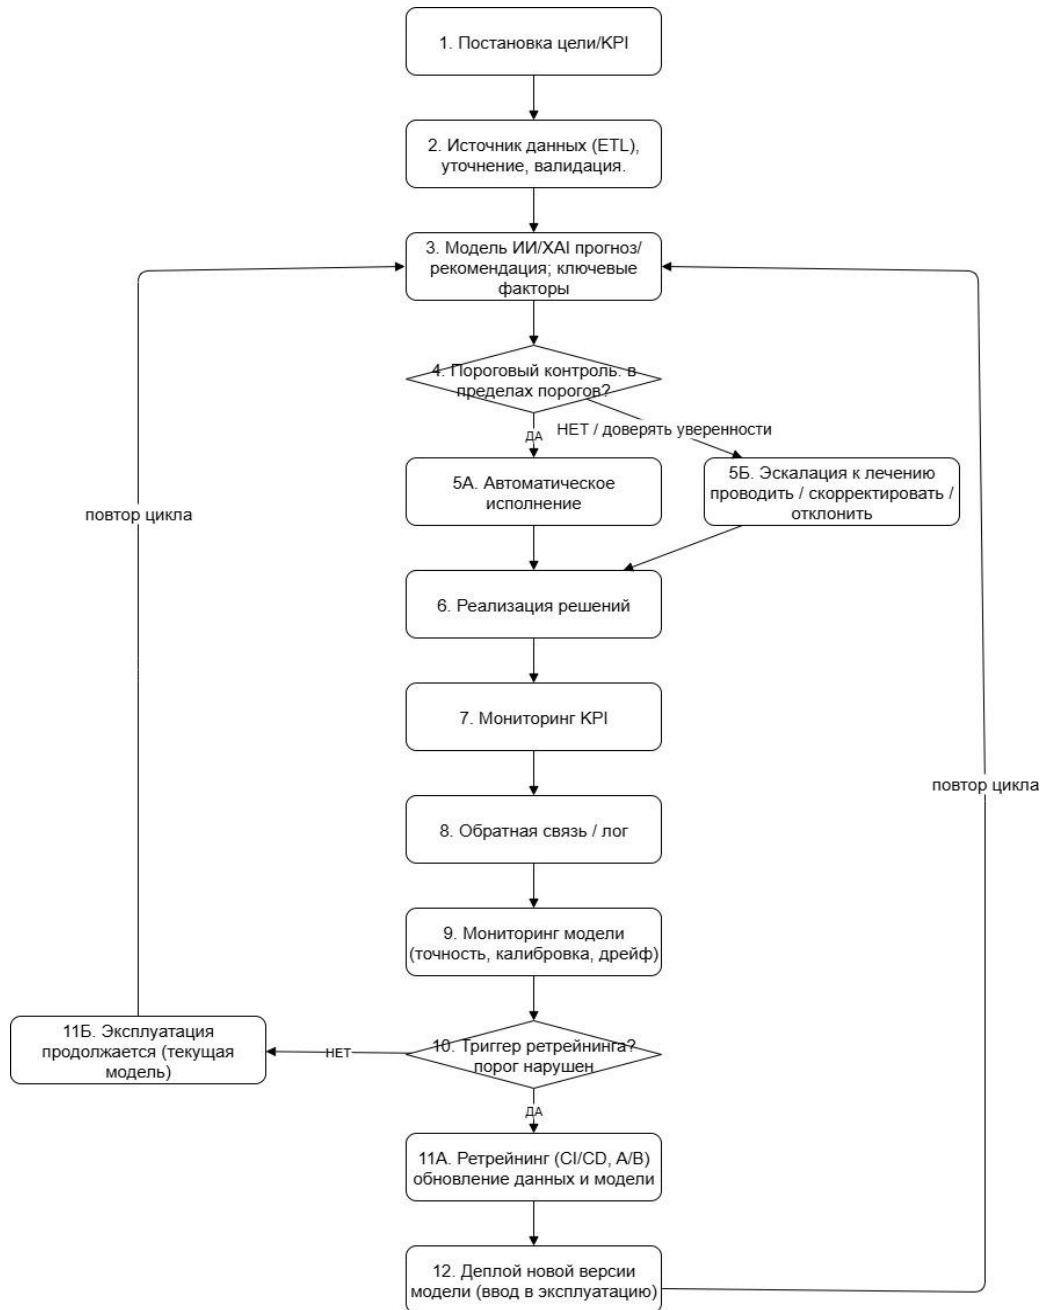 1. Постановка цели/KPI
2. Источник данных (ETL),
уточнение, валидация.
3. Модель ИИ/XAI прогноз/
рекомендация; ключевые
факторы
4. Пороговый контроль. в
пределах порогов?
НЕТ / доверять уверенности
ДА
5А. Автоматическое
исполнение
5Б. Эскалация к лечению
проводить / скорректировать /
отклонить
повтор цикла
6. Реализация решений
7. Мониторинг KPI
повтор цикла
8. Обратная связь / лог
9. Мониторинг модели
(точность, калибровка, дрейф)
11Б. Эксплуатация
продолжается (текущая
модель)
НЕТ
10. Триггер ретрейнинга?
порог нарушен
ДА
11А. Ретрейнинг (CI/CD, A/B)
обновление данных и модели
12. Деплой новой версии
модели (ввод в эксплуатацию)